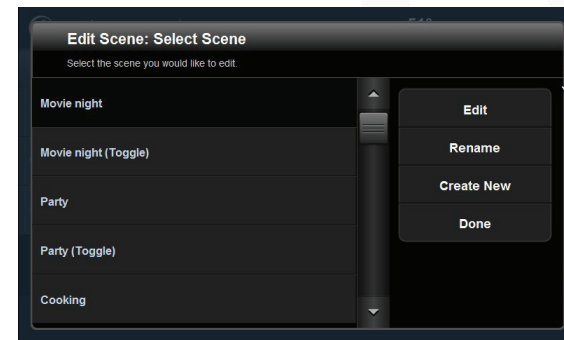 Edit Scene: Select Scene
Select the scene you would like to edit.
Movie night
Movie night (Toggle)
Party
Party (Toggle)
Cooking
Edit
Rename
Create New
Done